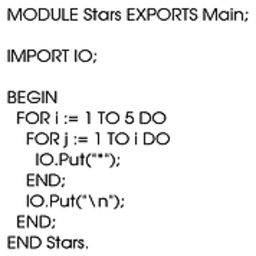 MODULE Stars EXPORTS Main;
IMPORT IO;
BEGIN
FOR i := 1 TO 5 DO
FOR j := 1 TO i DO
IO.Put("*");
END;
IO.Put("\n");
END;
END Stars.